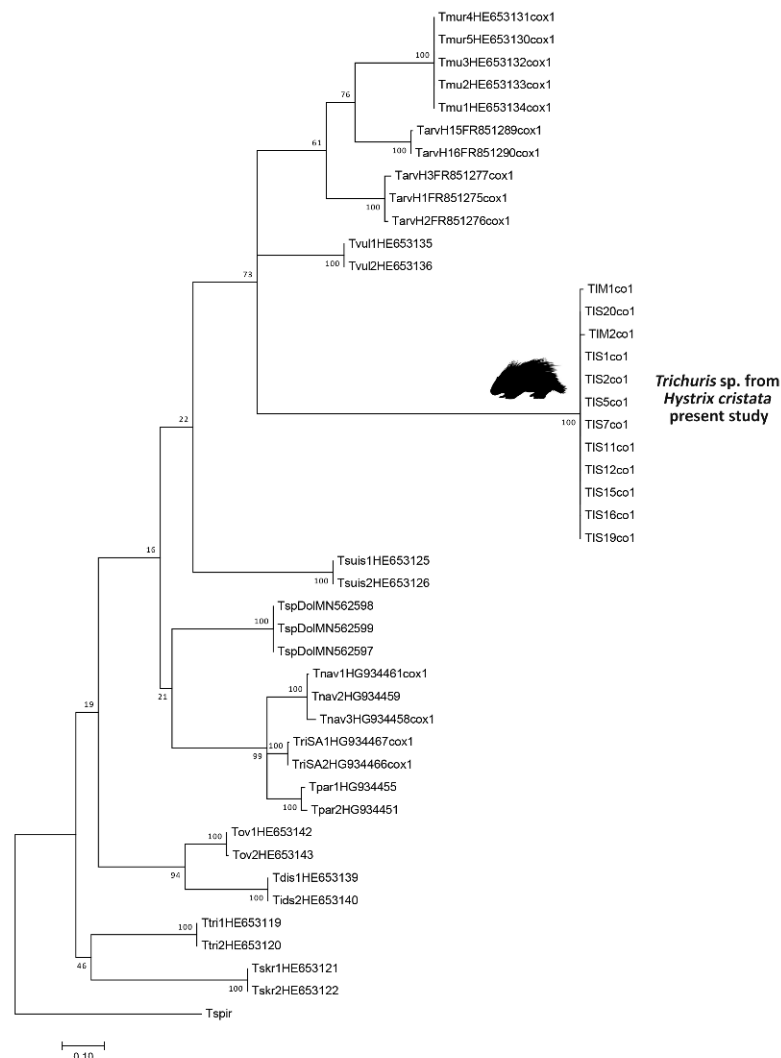 Tmur4HE653131cox1
Tmur5HE653130cox1
100
Tmu3HE653132cox1
Tmu2HE653133cox1
76
Tmu1HE653134cox1
TarvH15FR851289cox1
61
100
TarvH16FR851290cox1
TarvH3FR851277cox1
TarvH1FR851275cox1
100
TarvH2FR851276cox1
Tvul1HE653135
100
Tvul2HE653136
73
TIM1co1
TIS20co1
TIM2co1
TIS1co1
TIS2co1
TIS5co1
TIS7co1
100
TIS11co1
TIS12co1
TIS15co1
TIS16co1
TIS19co1
Trichuris sp. from
Hystrix cristata
present study
22
16
Tsuis1HE653125
100
Tsuis2HE653126
TspDolMN562598
100
TspDolMN562599
TspDolMN562597
Tnav1HG934461cox1
100
Tnav2HG934459
21
Tnav3HG934458cox1
19
TriSA1HG934467cox1
100
99
TriSA2HG934466cox1
Tpar1HG934455
100
Tpar2HG934451
Tov1HE653142
100
Tov2HE653143
94
Tdis1HE653139
100
Tids2HE653140
Ttri1HE653119
100
Ttri2HE653120
46
Tskr1HE653121
100
Tskr2HE653122
Tspir
0.10